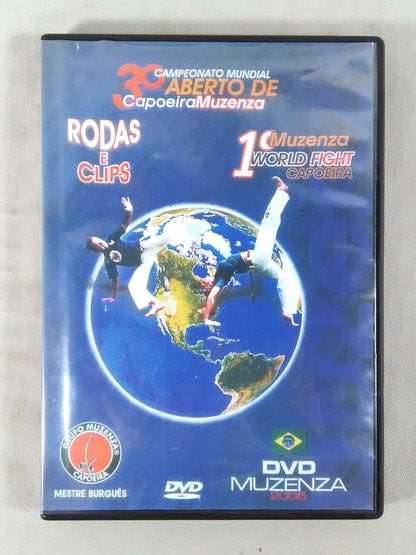 3º CAMPEONATO MUNDIAL
ABERTO DE
CapoeiraMuzenza
RODAS
E
CLIPS
1º Muzenza
WORLD FIGHT
CAPOEIRA
GRUPO MUZENZA®
CAPOEIRA
MESTRE BURGUÊS
DVD
DVD
MUZENZA
2005